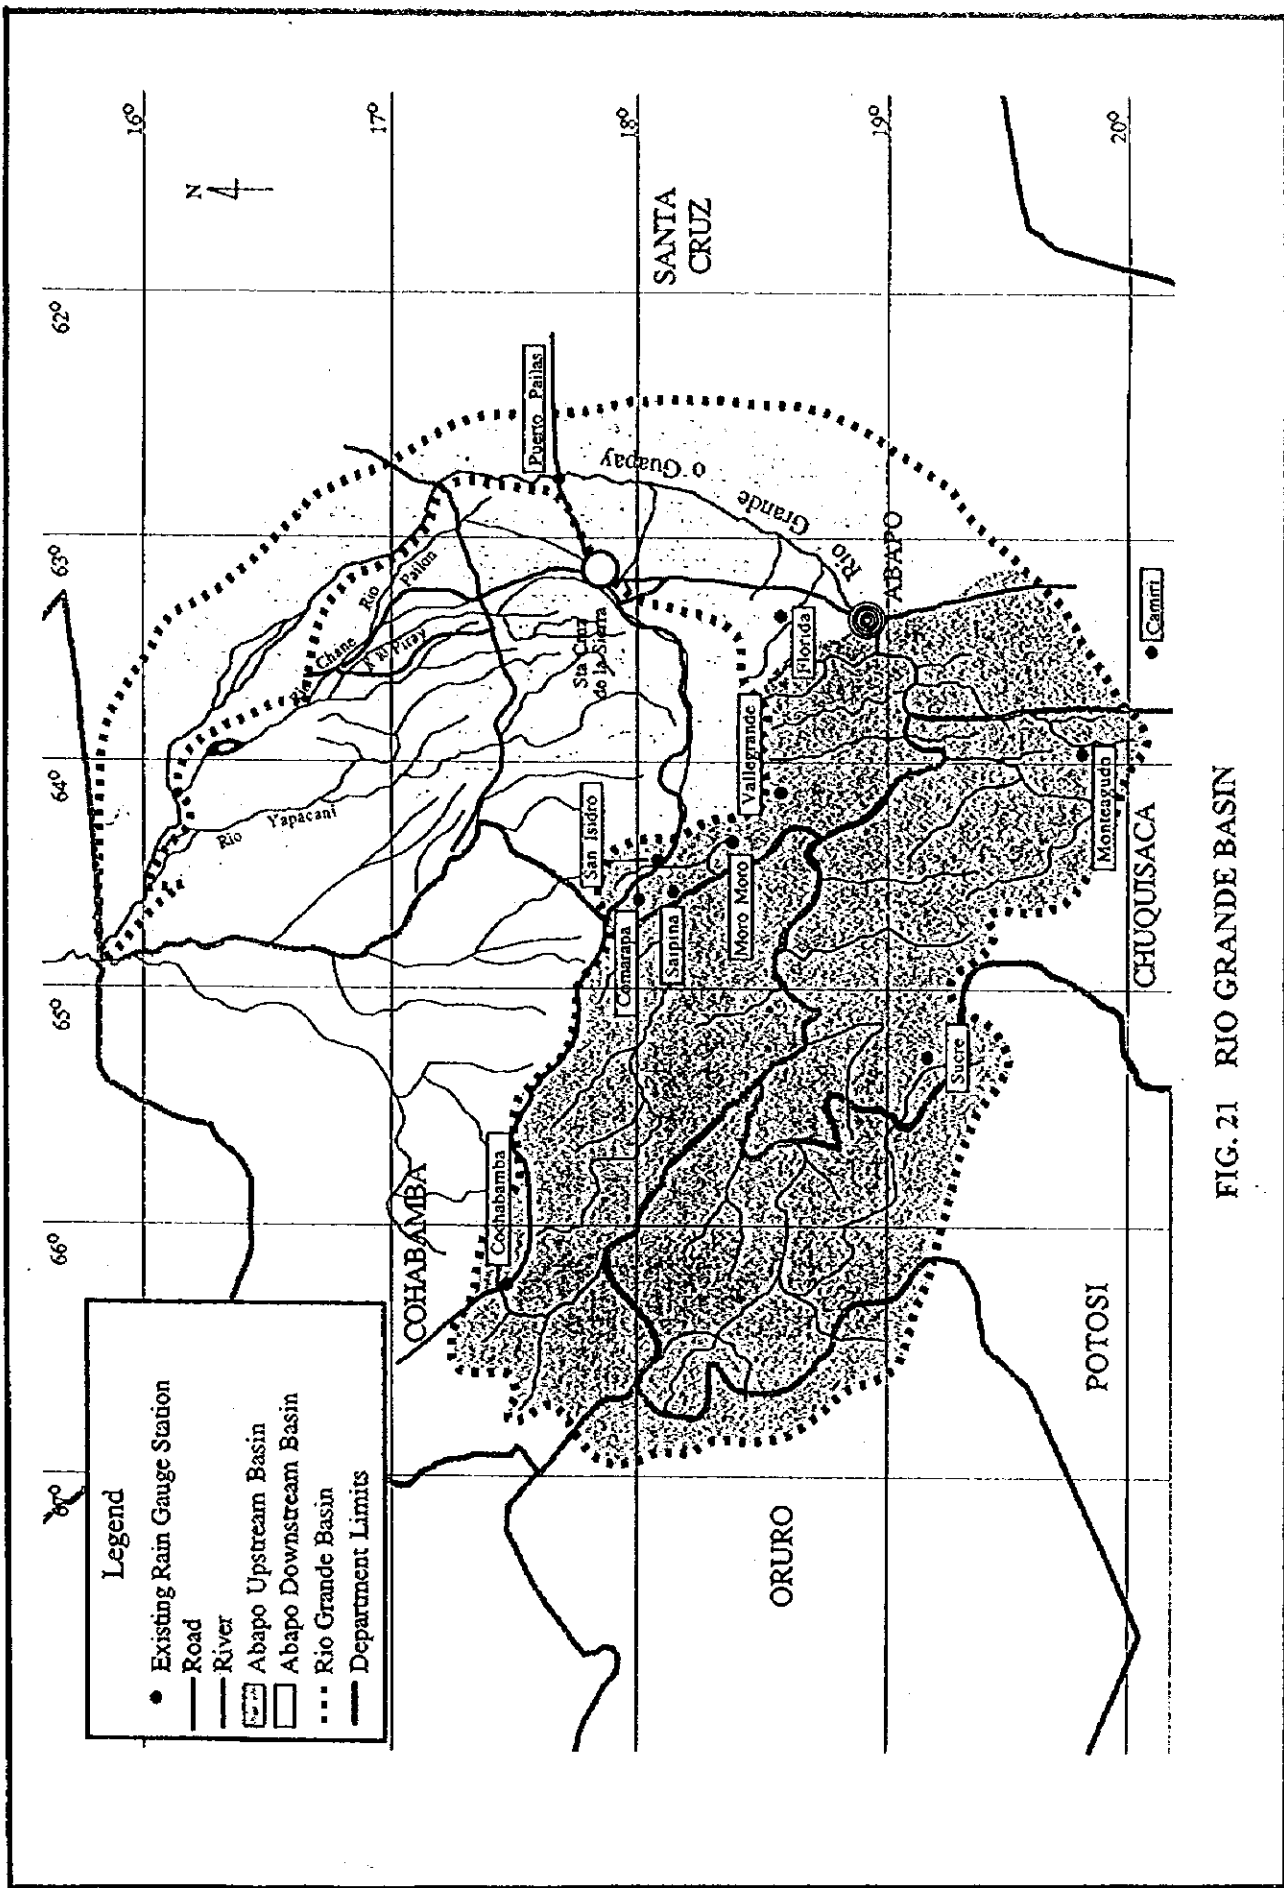 Legend
Existing Rain Gauge Station
Road
River
Abapo Upstream Basin
Abapo Downstream Basin
Rio Grande Basin
Department Limits
67°
66°
65°
64°
63°
62°
16°
17°
18°
19°
20°
N
COHABAMBA
SANTA
CRUZ
ORURO
POTOSI
CHUQUISACA
ABAPO
Rio
Yapacani
Rio
Chane
R
Piray
Rio
Pailon
Rio
Grande
o Guapay
Sta Cruz
de la Sierra
Puerto Pailas
San Isidro
Cochabamba
Comarapa
Saipina
Moro Moro
Vallegrande
Florida
Sucre
Monteagudo
Camiri
FIG. 21 RIO GRANDE BASIN